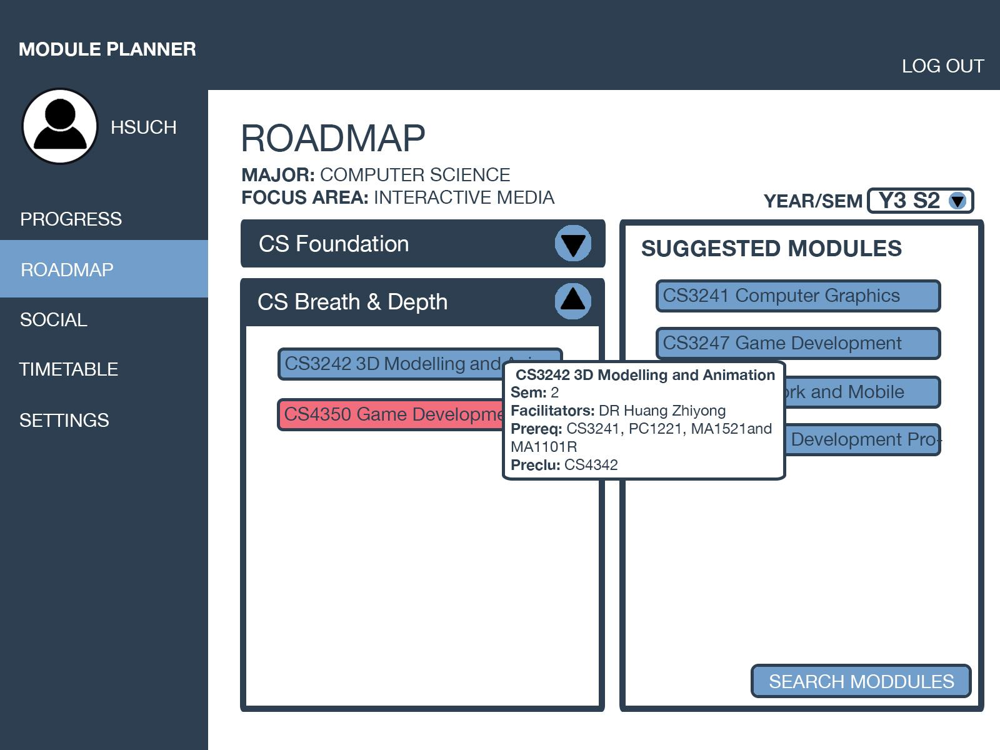 MODULE PLANNER
LOG OUT
HSUCH
PROGRESS
ROADMAP
SOCIAL
TIMETABLE
SETTINGS
ROADMAP
MAJOR: COMPUTER SCIENCE
FOCUS AREA: INTERACTIVE MEDIA
YEAR/SEM Y3 S2
CS Foundation
CS Breath & Depth
CS3242 3D Modelling and
CS4350 Game
SUGGESTED MODULES
CS3241 Computer Graphics
CS3247 Game Development
and Mobile
Development Pro-
CS3242 3D Modelling and Animation
Sem: 2
Facilitators: DR Huang Zhiyong
Prereq: CS3241, PC1221, MA1521and
MA1101R
Preclu: CS4342
SEARCH MODDULES